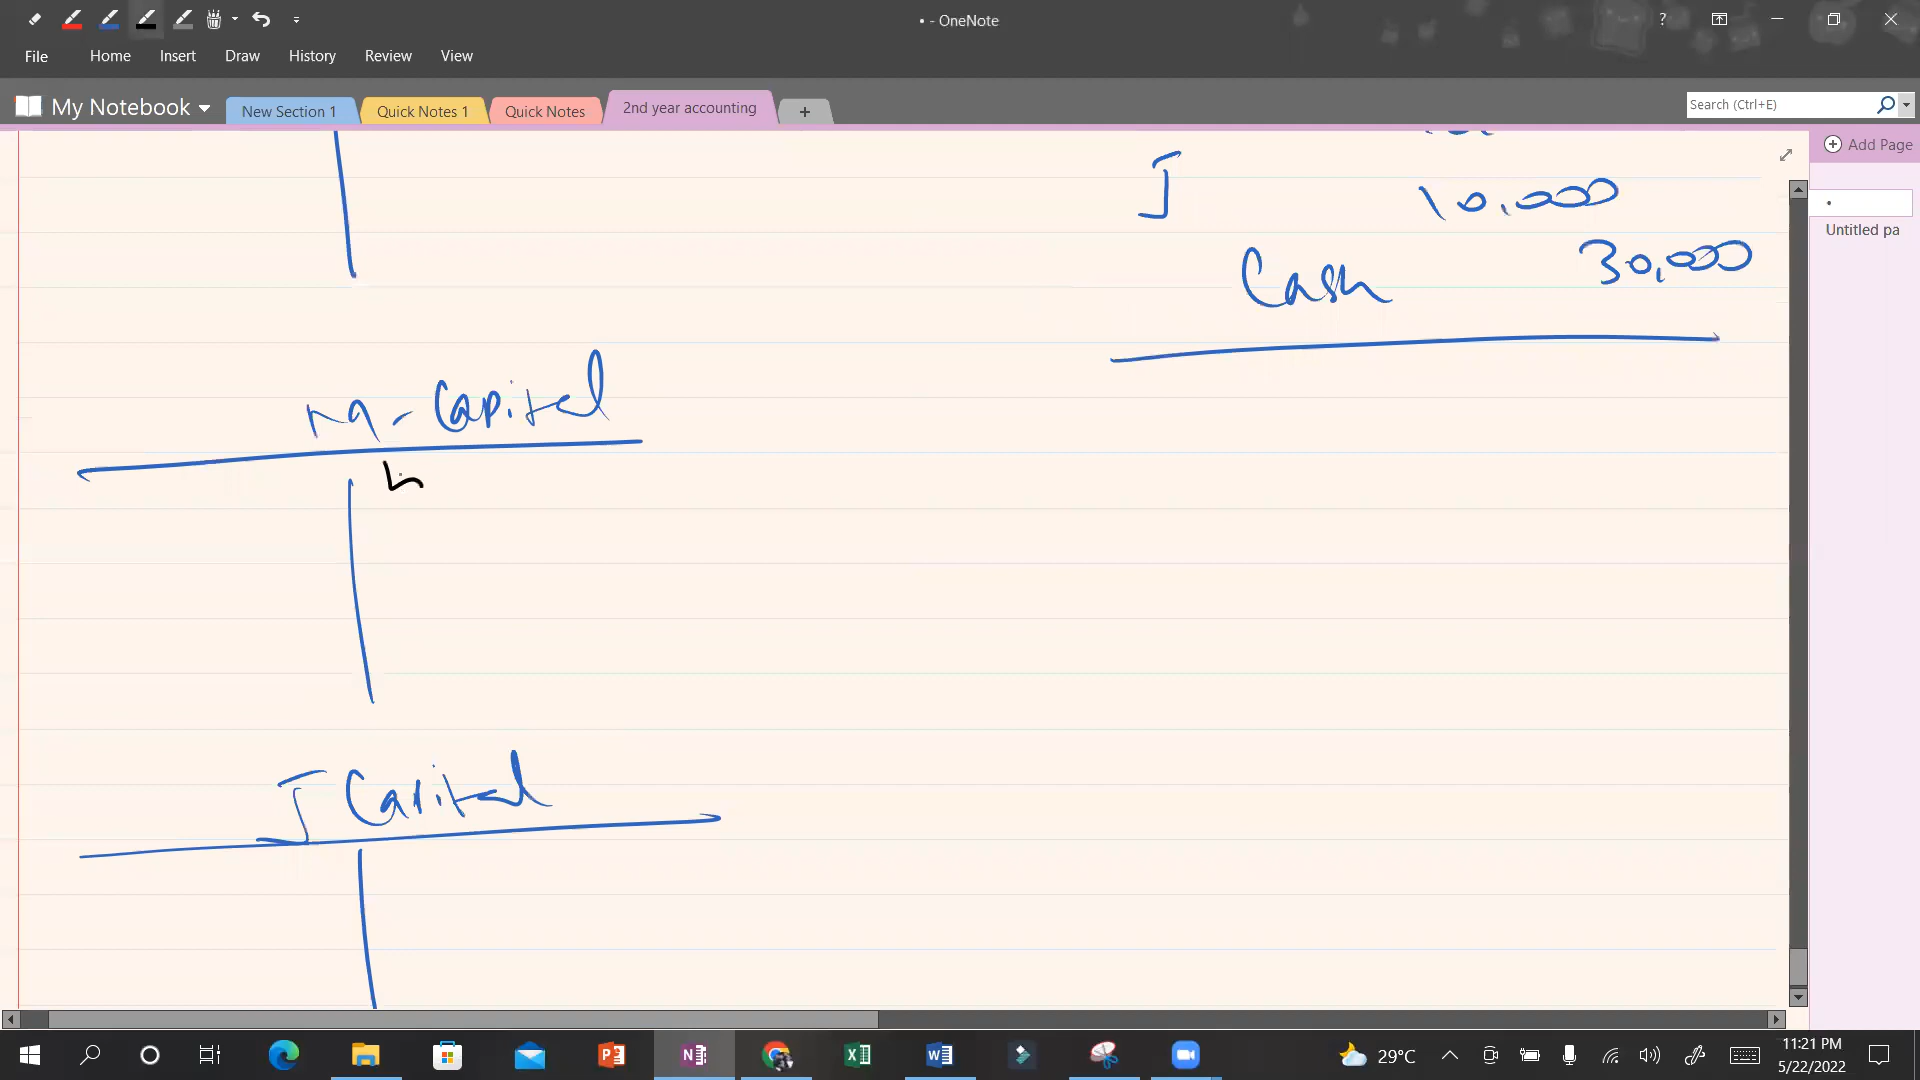 • - OneNote
?
File Home Insert Draw History Review View
My Notebook New Section 1 Quick Notes 1 Quick Notes 2nd year accounting +
Search (Ctrl+E)
Add Page
•
Untitled pa
J 10,000
Cash 30,000
M - Capital
J Capital
29°C
11:21 PM
5/22/2022